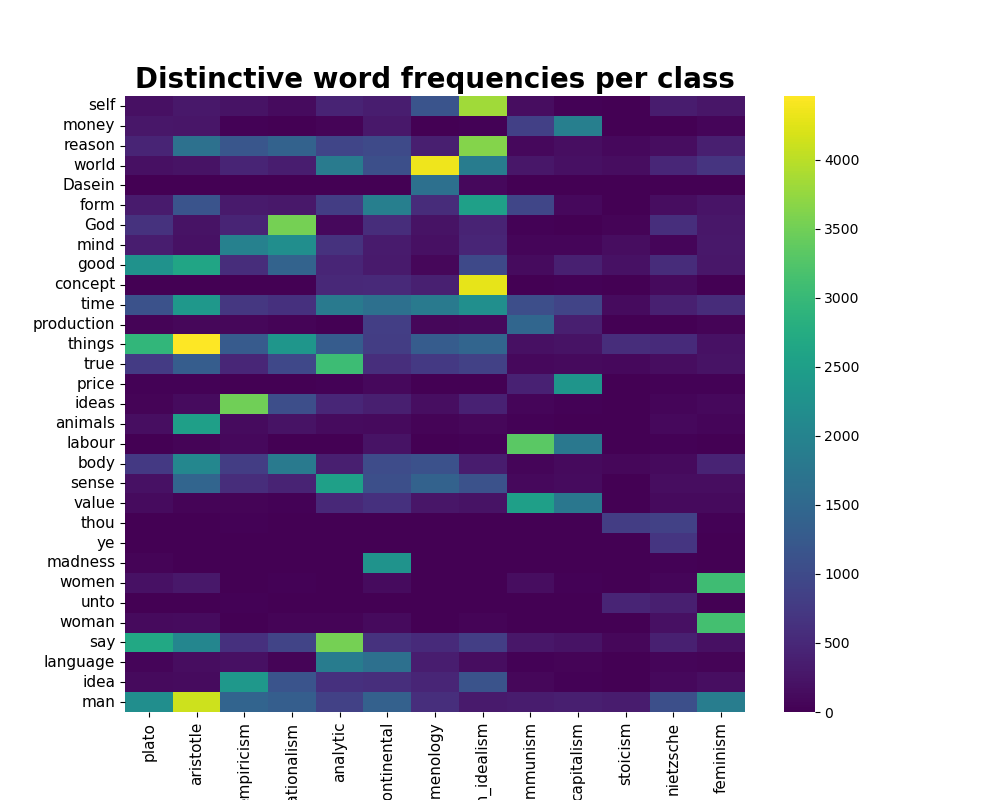 Distinctive word frequencies per class
self
money
reason
world
Dasein
form
God
mind
good
concept
time
production
things
true
price
ideas
animals
labour
body
sense
value
thou
ye
madness
women
unto
woman
say
language
idea
man
4000
3500
3000
2500
2000
1500
1000
500
0
plato
aristotle
empiricism
ationalism
analytic
ontinental
menology
n_idealism
mmunism
capitalism
stoicism
nietzsche
feminism